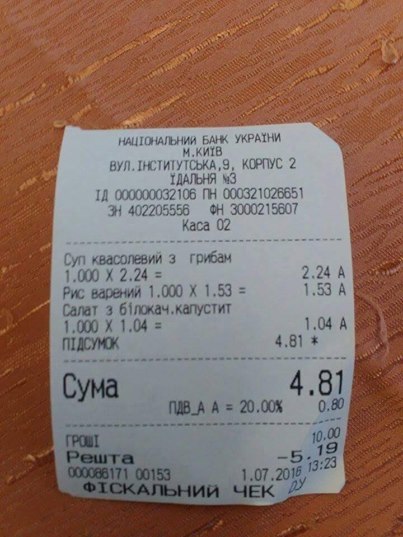 НАЦІОНАЛЬНИЙ БАНК УКРАЇНИ
М.КИЇВ
ВУЛ.ІНСТИТУТСЬКА,9, КОРПУС 2
ЇДАЛЬНЯ №3
ІД 000000032106 ПН 000321026651
ЗН 402205556 ФН 3000215607
Каса 02
Суп квасолевий з грибам
1.000 X 2.24 = 2.24 А
Рис варений 1.000 X 1.53 = 1.53 А
Салат з білокач.капустит
1.000 X 1.04 = 1.04 А
ПІДСУМОК 4.81 *
Сума 4.81
ПДВ_А А = 20.00% 0.80
ГРОШІ 10.00
Решта -5.19
000086171 00153 1.07.2016 13:23
ФІСКАЛЬНИЙ ЧЕК